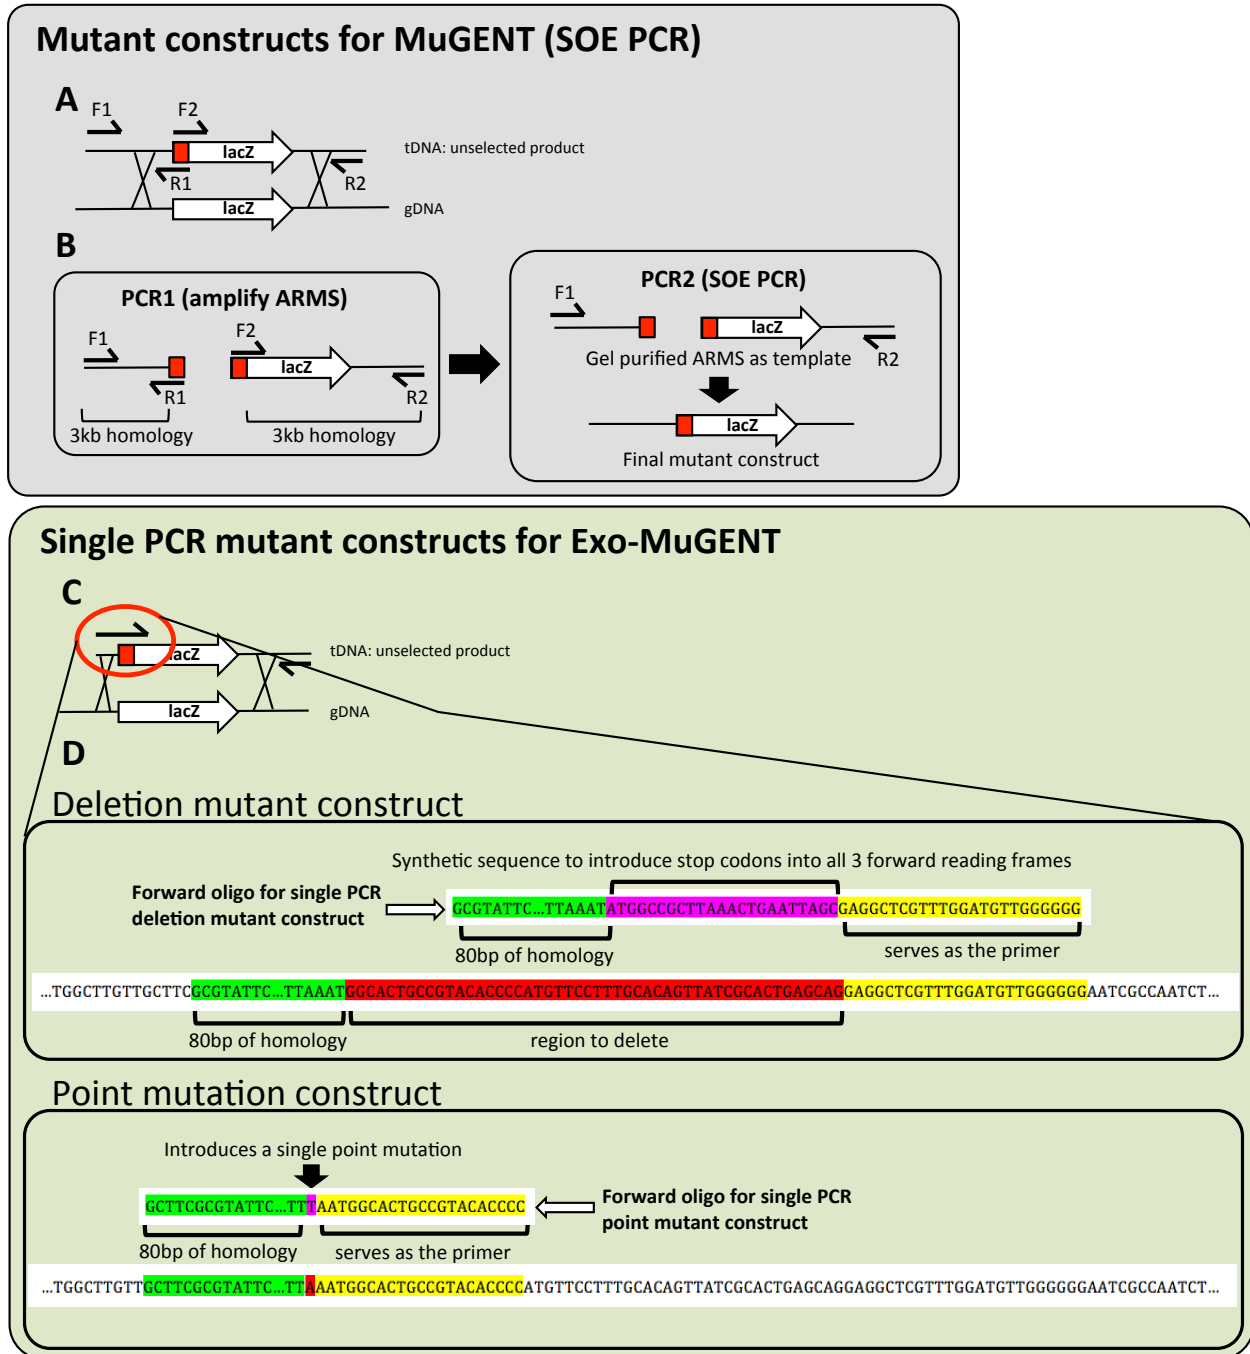 Mutant constructs for MuGENT (SOE PCR)
A
F1
F2
lacZ
tDNA: unselected product
R1
R2
lacZ
gDNA
B
PCR1 (amplify ARMS)
F1
F2
lacZ
R1
R2
3kb homology
3kb homology
PCR2 (SOE PCR)
F1
lacZ
R2
Gel purified ARMS as template
lacZ
Final mutant construct
Single PCR mutant constructs for Exo-MuGENT
C
lacZ
tDNA: unselected product
lacZ
gDNA
D
Deletion mutant construct
Synthetic sequence to introduce stop codons into all 3 forward reading frames
Forward oligo for single PCR
deletion mutant construct
GCGTATTC...TTAAATATGGCCGCTTAAACTGAATTAGCGAGGCTCGTTTGGATGTTGGGGGG
80bp of homology
serves as the primer
...TGGCTTGTTGCTTCGCGTATTC...TTAAATGGCACTGCCGTACACCCCATGTTCCTTTGCACAGTTATCGCACTGAGCAGGAGGCTCGTTTGGATGTTGGGGGGAATCGCCAATCT...
80bp of homology
region to delete
Point mutation construct
Introduces a single point mutation
GCTTCGCGTATTC...TTTAATGGCACTGCCGTACACCCC
Forward oligo for single PCR
point mutant construct
80bp of homology
serves as the primer
...TGGCTTGTTGCTTCGCGTATTC...TTAAATGGCACTGCCGTACACCCCATGTTCCTTTGCACAGTTATCGCACTGAGCAGGAGGCTCGTTTGGATGTTGGGGGGAATCGCCAATCT...